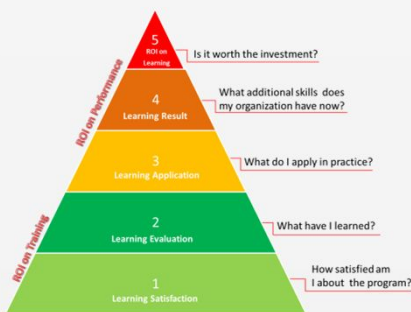 5
ROI on
Learning
Is it worth the investment?
4
Learning Result
What additional skills does
my organization have now?
3
Learning Application
What do I apply in practice?
2
Learning Evaluation
What have I learned?
1
Learning Satisfaction
How satisfied am
I about the program?
ROI on Performance
ROI on Training